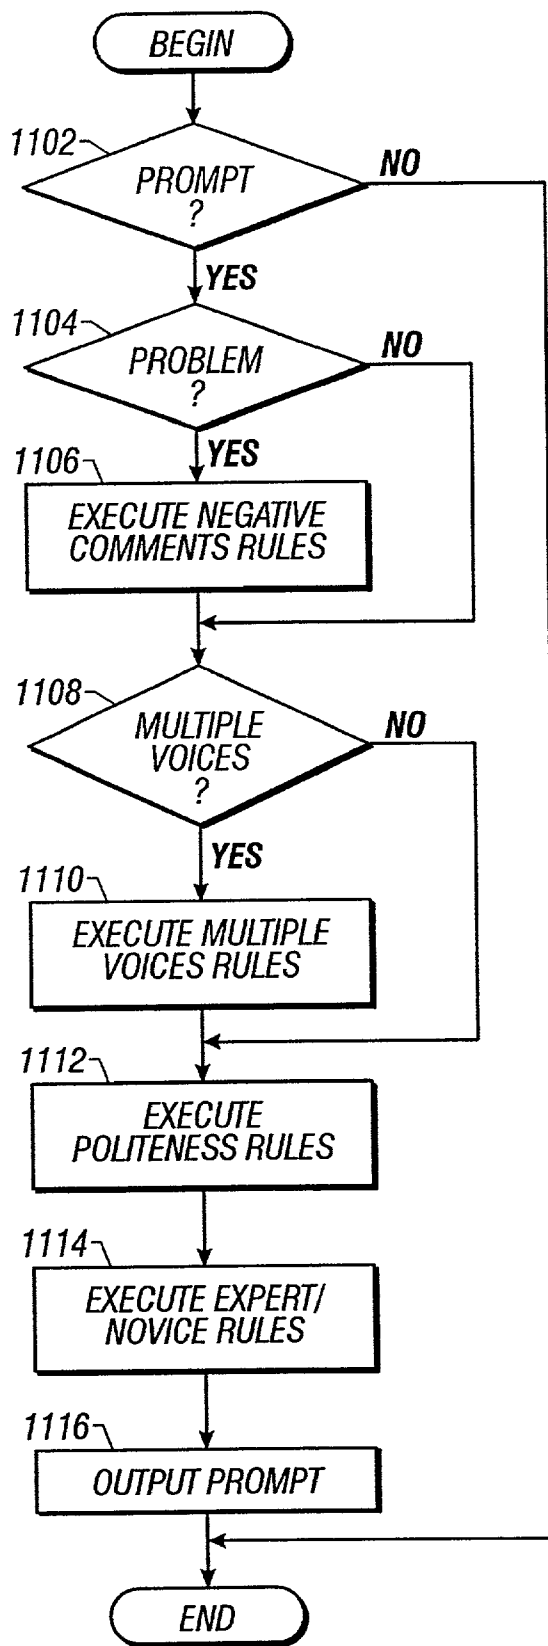 BEGIN
1102
PROMPT
?
NO
YES
1104
PROBLEM
?
NO
YES
1106
EXECUTE NEGATIVE
COMMENTS RULES
1108
MULTIPLE
VOICES
?
NO
YES
1110
EXECUTE MULTIPLE
VOICES RULES
1112
EXECUTE
POLITENESS RULES
1114
EXECUTE EXPERT/
NOVICE RULES
1116
OUTPUT PROMPT
END